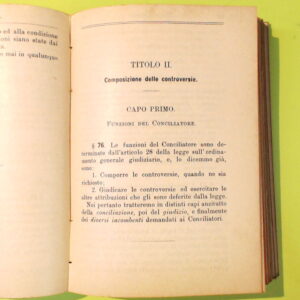 o ed alla condizione
oni siano state dai
e mai in qualunque
TITOLO II.
Composizione delle controversie.
CAPO PRIMO.
FUNZIONI DEL CONCILIATORE.
§ 76. Le funzioni del Conciliatore sono de-
terminate dall'articolo 28 della legge sull'ordina-
mento generale giudiziario, e, lo dicemmo già,
sono:
1. Comporre le controversie, quando ne sia
richiesto;
2. Giudicare le controversie ed esercitare le
altre attribuzioni che gli sono deferite dalla legge.
Noi pertanto tratteremo in distinti capi anzitutto
della conciliazione, poi del giudizio, e finalmente
dei diversi incombenti demandati ai Conciliatori.